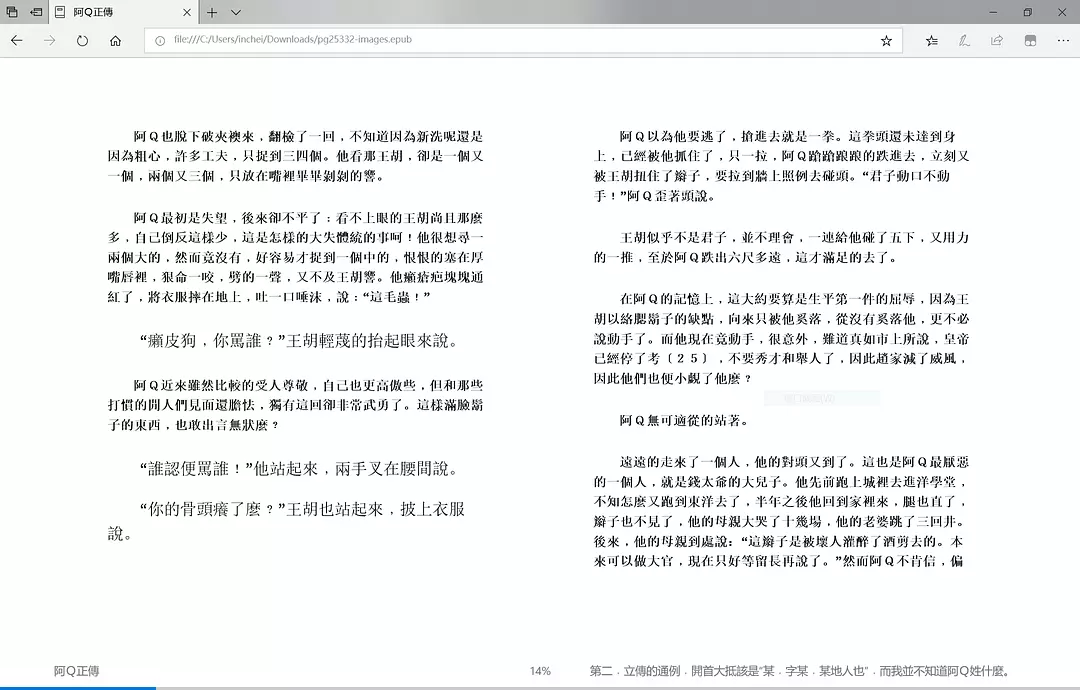 阿Q正傳
file:///C:/Users/inchei/Downloads/pg25332-images.epub
阿Q也脫下破夾襖來﹐翻檢了一回﹐不知道因為新洗呢還是
因為粗心﹐許多工夫﹐只捉到三四個。他看那王胡﹐卻是一個又
一個﹐兩個又三個﹐只放在嘴裡畢畢剝剝的響。
阿Q最初是失望﹐後來卻不平了﹕看不上眼的王胡尚且那麼
多﹐自己倒反這樣少﹐這是怎樣的大失體統的事呵﹗他很想尋一
兩個大的﹐然而竟沒有﹐好容易才捉到一個中的﹐恨恨的塞在厚
嘴唇裡﹐狠命一咬﹐劈的一聲﹐又不及王胡響。他癩瘡疤塊塊通
紅了﹐將衣服摔在地上﹐吐一口唾沫﹐說﹕“這毛蟲﹗”
“癩皮狗﹐你罵誰﹖”王胡輕蔑的抬起眼來說。
阿Q近來雖然比較的受人尊敬﹐自己也更高傲些﹐但和那些
打慣的閒人們見面還膽怯﹐獨有這回卻非常武勇了。這樣滿臉鬍
子的東西﹐也敢出言無狀麼﹖
“誰認便罵誰﹗”他站起來﹐兩手叉在腰間說。
“你的骨頭癢了麼﹖”王胡也站起來﹐披上衣服
說。
阿Q以為他要逃了﹐搶進去就是一拳。這拳頭還未達到身
上﹐已經被他抓住了﹐只一拉﹐阿Q蹌蹌踉踉的跌進去﹐立刻又
被王胡扭住了辮子﹐要拉到牆上照例去碰頭。“君子動口不動
手﹗”阿Q歪著頭說。
王胡似乎不是君子﹐並不理會﹐一連給他碰了五下﹐又用力
的一推﹐至於阿Q跌出六尺多遠﹐這才滿足的去了。
在阿Q的記憶上﹐這大約要算是生平第一件的屈辱﹐因為王
胡以絡腮鬍子的缺點﹐向來只被他奚落﹐從沒有奚落他﹐更不必
說動手了。而他現在竟動手﹐很意外﹐難道真如市上所說﹐皇帝
已經停了考〔２５〕﹐不要秀才和舉人了﹐因此趙家減了威風﹐
因此他們也便小覷了他麼﹖
阿Q無可適從的站著。
遠遠的走來了一個人﹐他的對頭又到了。這也是阿Q最厭惡
的一個人﹐就是錢太爺的大兒子。他先前跑上城裡去進洋學堂﹐
不知怎麼又跑到東洋去了﹐半年之後他回到家裡來﹐腿也直了﹐
辮子也不見了﹐他的母親大哭了十幾場﹐他的老婆跳了三回井。
後來﹐他的母親到處說﹕“這辮子是被壞人灌醉了酒剪去的。本
來可以做大官﹐現在只好等留長再說了。”然而阿Q不肯信﹐偏
阿Q正傳
14%
第二﹐立傳的通例﹐開首大抵該是“某﹐字某﹐某地人也”﹐而我並不知道阿Q姓什麼。